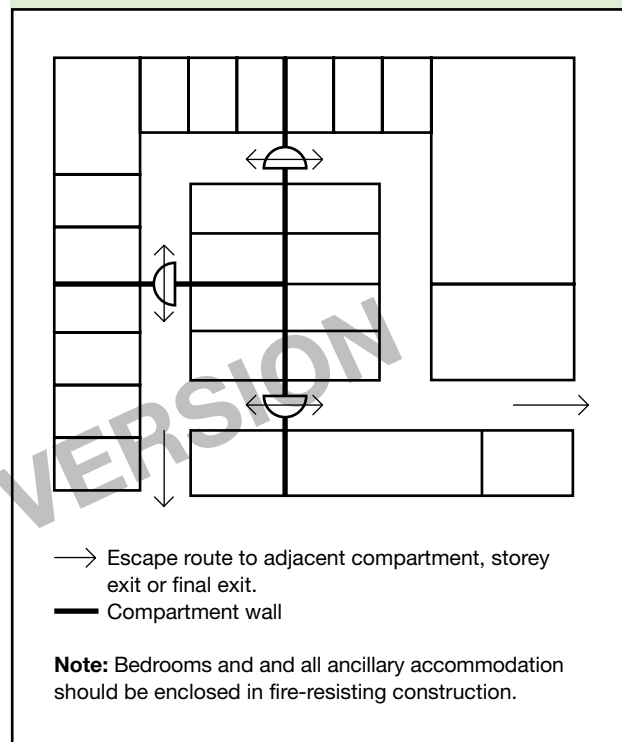 VERSION
Escape route to adjacent compartment, storey
exit or final exit.
Compartment wall
Note: Bedrooms and and all ancillary accommodation
should be enclosed in fire-resisting construction.